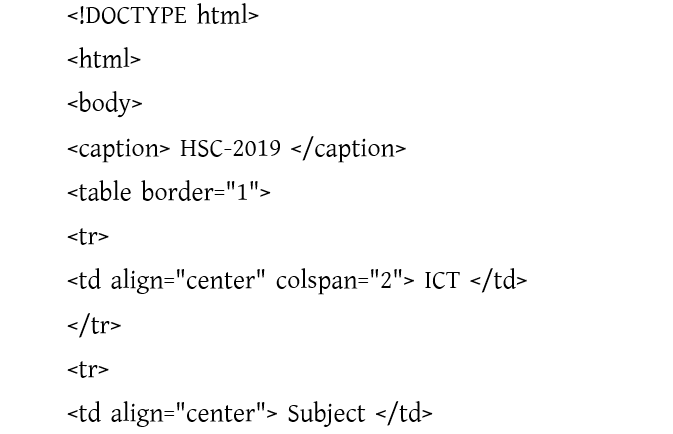 <!DOCTYPE html>
<html>
<body>
<caption> HSC-2019 </caption>
<table border="1">
<tr>
<td align="center" colspan="2"> ICT </td>
</tr>
<tr>
<td align="center"> Subject </td>